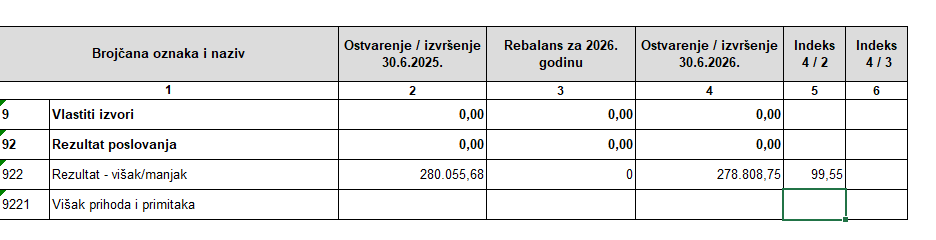 Brojčana oznaka i naziv
Ostvarenje / izvršenje
30.6.2025.
Rebalans za 2026.
godinu
Ostvarenje / izvršenje
30.6.2026.
Indeks
4 / 2
Indeks
4 / 3
1 2 3 4 5 6
9 Vlastiti izvori 0,00 0,00 0,00
92 Rezultat poslovanja 0,00 0,00 0,00
922 Rezultat - višak/manjak 280.055,68 0 278.808,75 99,55
9221 Višak prihoda i primitaka